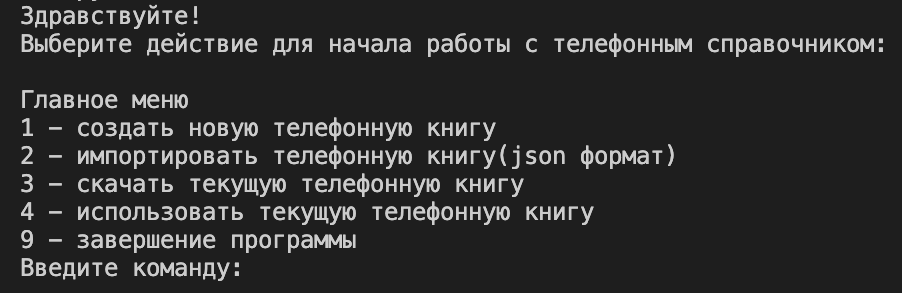 Здравствуйте!
Выберите действие для начала работы с телефонным справочником:
Главное меню
1 – создать новую телефонную книгу
2 – импортировать телефонную книгу(json формат)
3 – скачать текущую телефонную книгу
4 – использовать текущую телефонную книгу
9 – завершение программы
Введите команду: